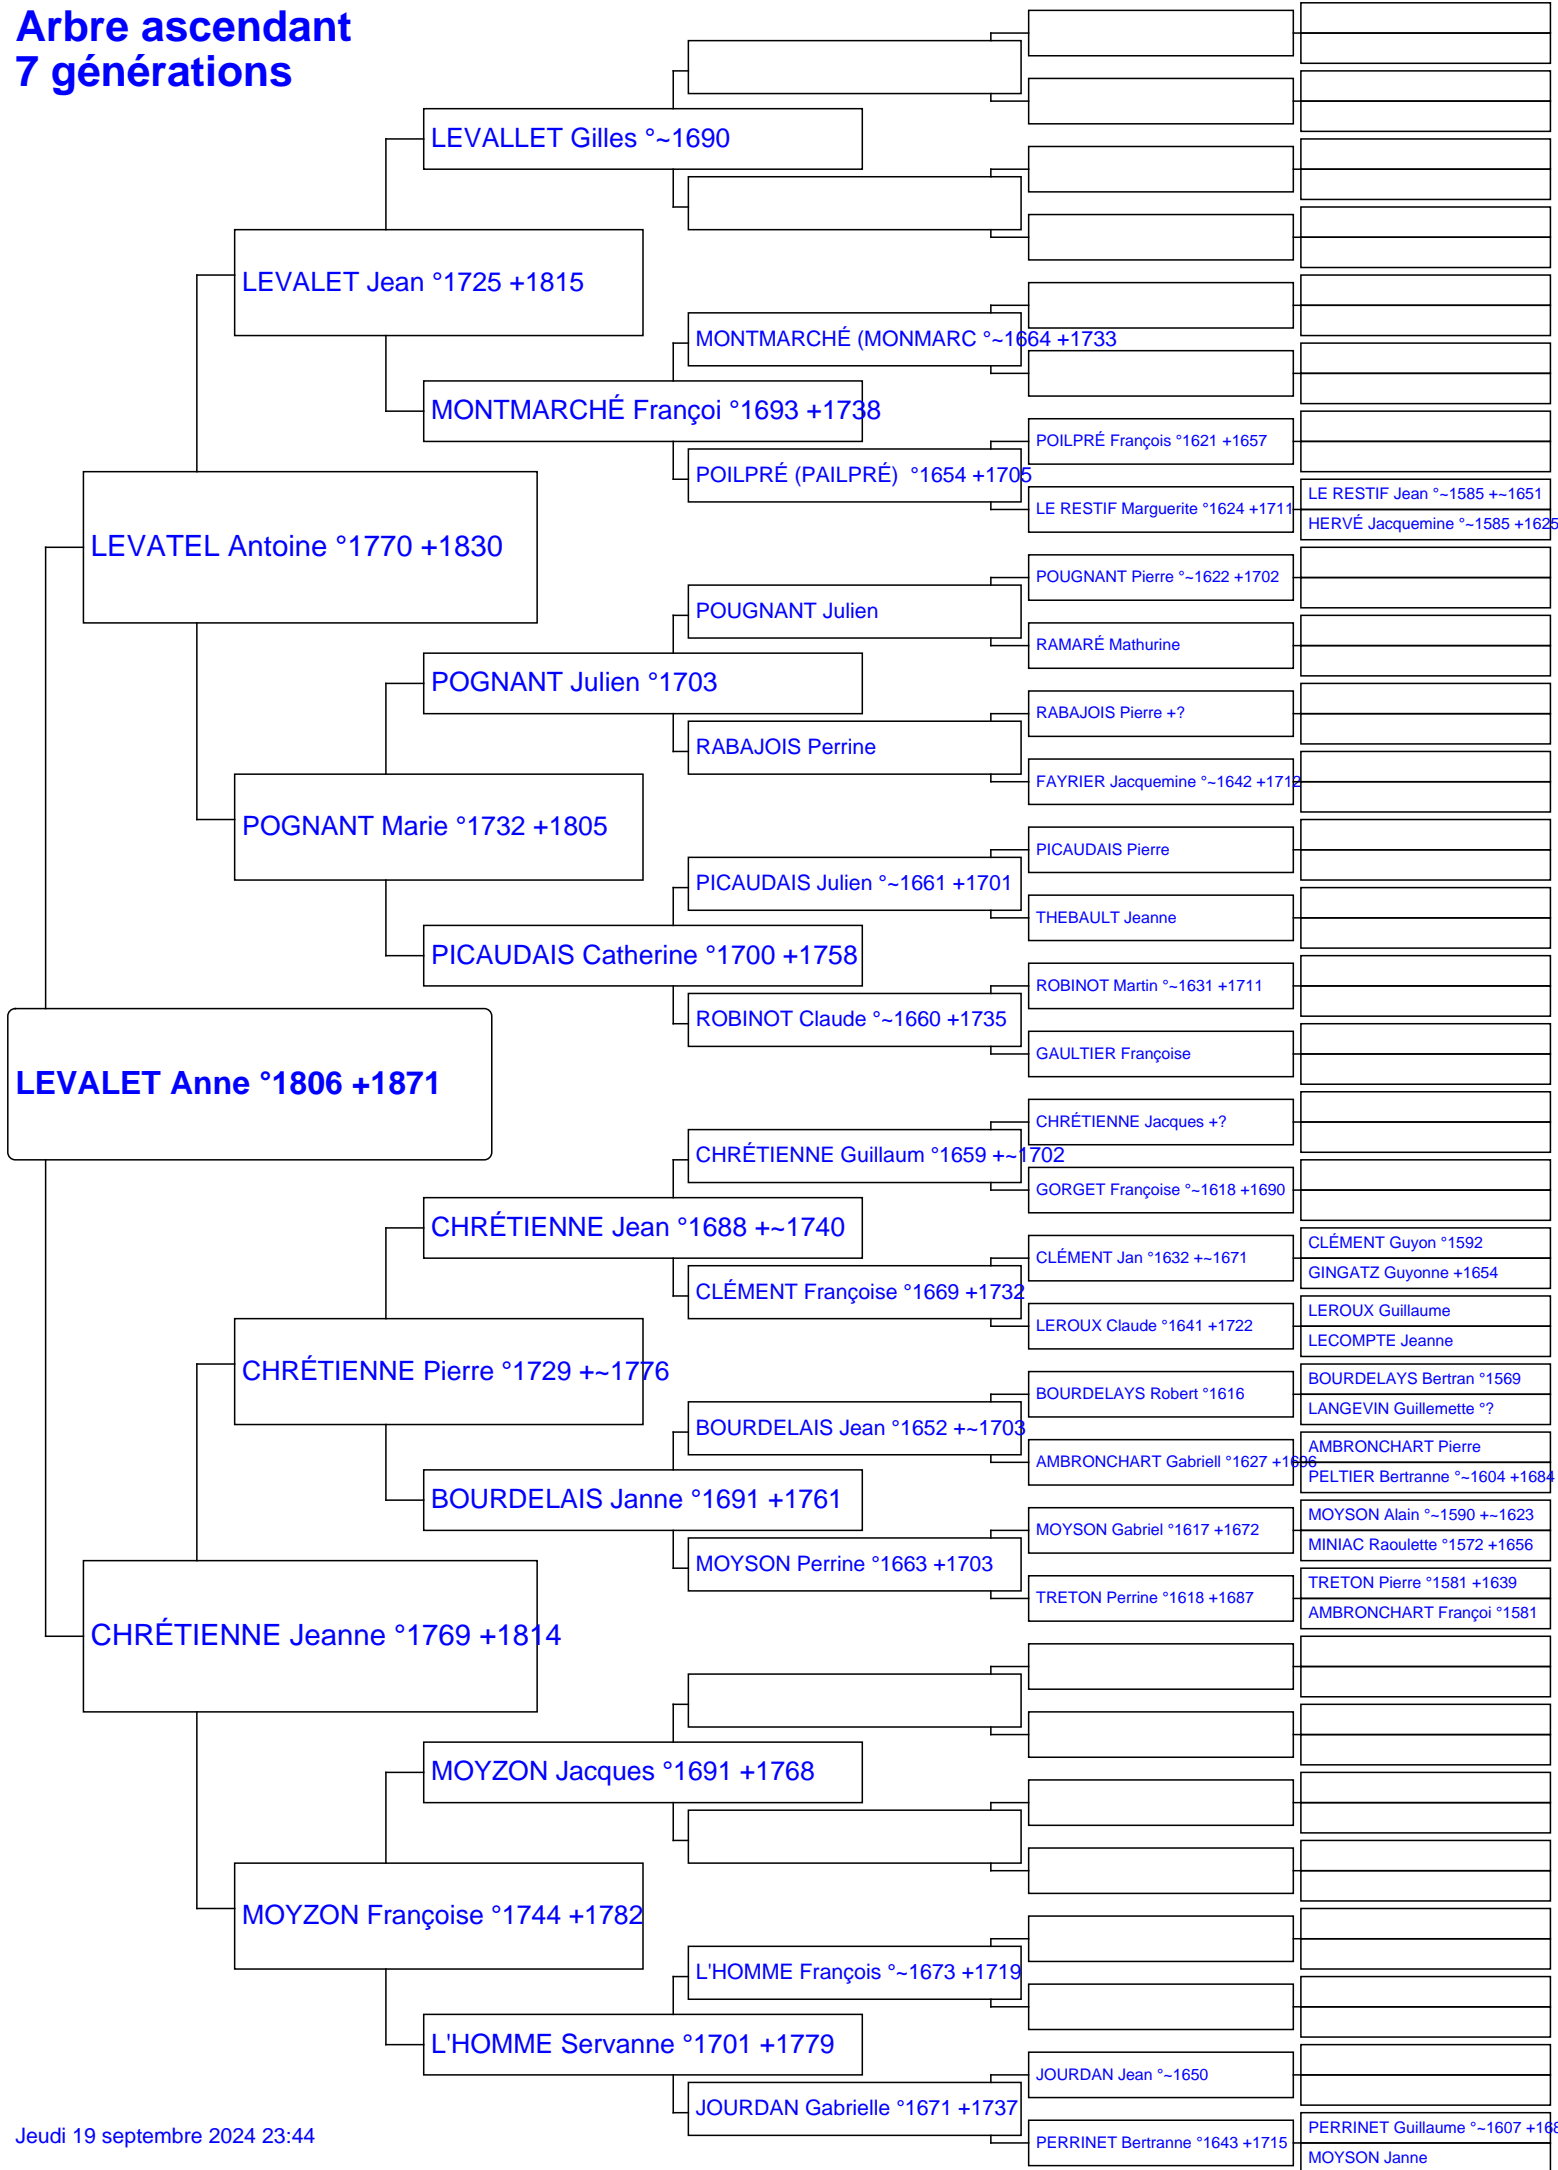 Arbre ascendant
7 générations
LEVALLET Gilles °~1690
LEVALET Jean °1725 +1815
MONTMARCHÉ (MONMARC °~1664 +1733
MONTMARCHÉ Françoi °1693 +1738
POILPRÉ François °1621 +1657
POILPRÉ (PAILPRÉ)  °1654 +1705
LE RESTIF Jean °~1585 +~1651
LE RESTIF Marguerite °1624 +1711
HERVÉ Jacquemine °~1585 +1625
LEVATEL Antoine °1770 +1830
POUGNANT Pierre °~1622 +1702
POUGNANT Julien
RAMARÉ Mathurine
POGNANT Julien °1703
RABAJOIS Pierre +?
RABAJOIS Perrine
FAYRIER Jacquemine °~1642 +1712
POGNANT Marie °1732 +1805
PICAUDAIS Pierre
PICAUDAIS Julien °~1661 +1701
THEBAULT Jeanne
PICAUDAIS Catherine °1700 +1758
ROBINOT Martin °~1631 +1711
ROBINOT Claude °~1660 +1735
GAULTIER Françoise
LEVALET Anne °1806 +1871
CHRÉTIENNE Jacques +?
CHRÉTIENNE Guillaum °1659 +~1702
GORGET Françoise °~1618 +1690
CHRÉTIENNE Jean °1688 +~1740
CLÉMENT Guyon °1592
CLÉMENT Jan °1632 +~1671
GINGATZ Guyonne +1654
CLÉMENT Françoise °1669 +1732
LEROUX Guillaume
LEROUX Claude °1641 +1722
LECOMPTE Jeanne
CHRÉTIENNE Pierre °1729 +~1776
BOURDELAYS Bertran °1569
BOURDELAYS Robert °1616
LANGEVIN Guillemette °?
BOURDELAIS Jean °1652 +~1703
AMBRONCHART Pierre
AMBRONCHART Gabriell °1627 +1696
PELTIER Bertranne °~1604 +1684
BOURDELAIS Janne °1691 +1761
MOYSON Alain °~1590 +~1623
MOYSON Gabriel °1617 +1672
MINIAC Raoulette °1572 +1656
MOYSON Perrine °1663 +1703
TRETON Pierre °1581 +1639
TRETON Perrine °1618 +1687
AMBRONCHART Françoi °1581
CHRÉTIENNE Jeanne °1769 +1814
MOYZON Jacques °1691 +1768
MOYZON Françoise °1744 +1782
L'HOMME François °~1673 +1719
L'HOMME Servanne °1701 +1779
JOURDAN Jean °~1650
JOURDAN Gabrielle °1671 +1737
PERRINET Guillaume °~1607 +168
PERRINET Bertranne °1643 +1715
MOYSON Janne
Jeudi 19 septembre 2024 23:44